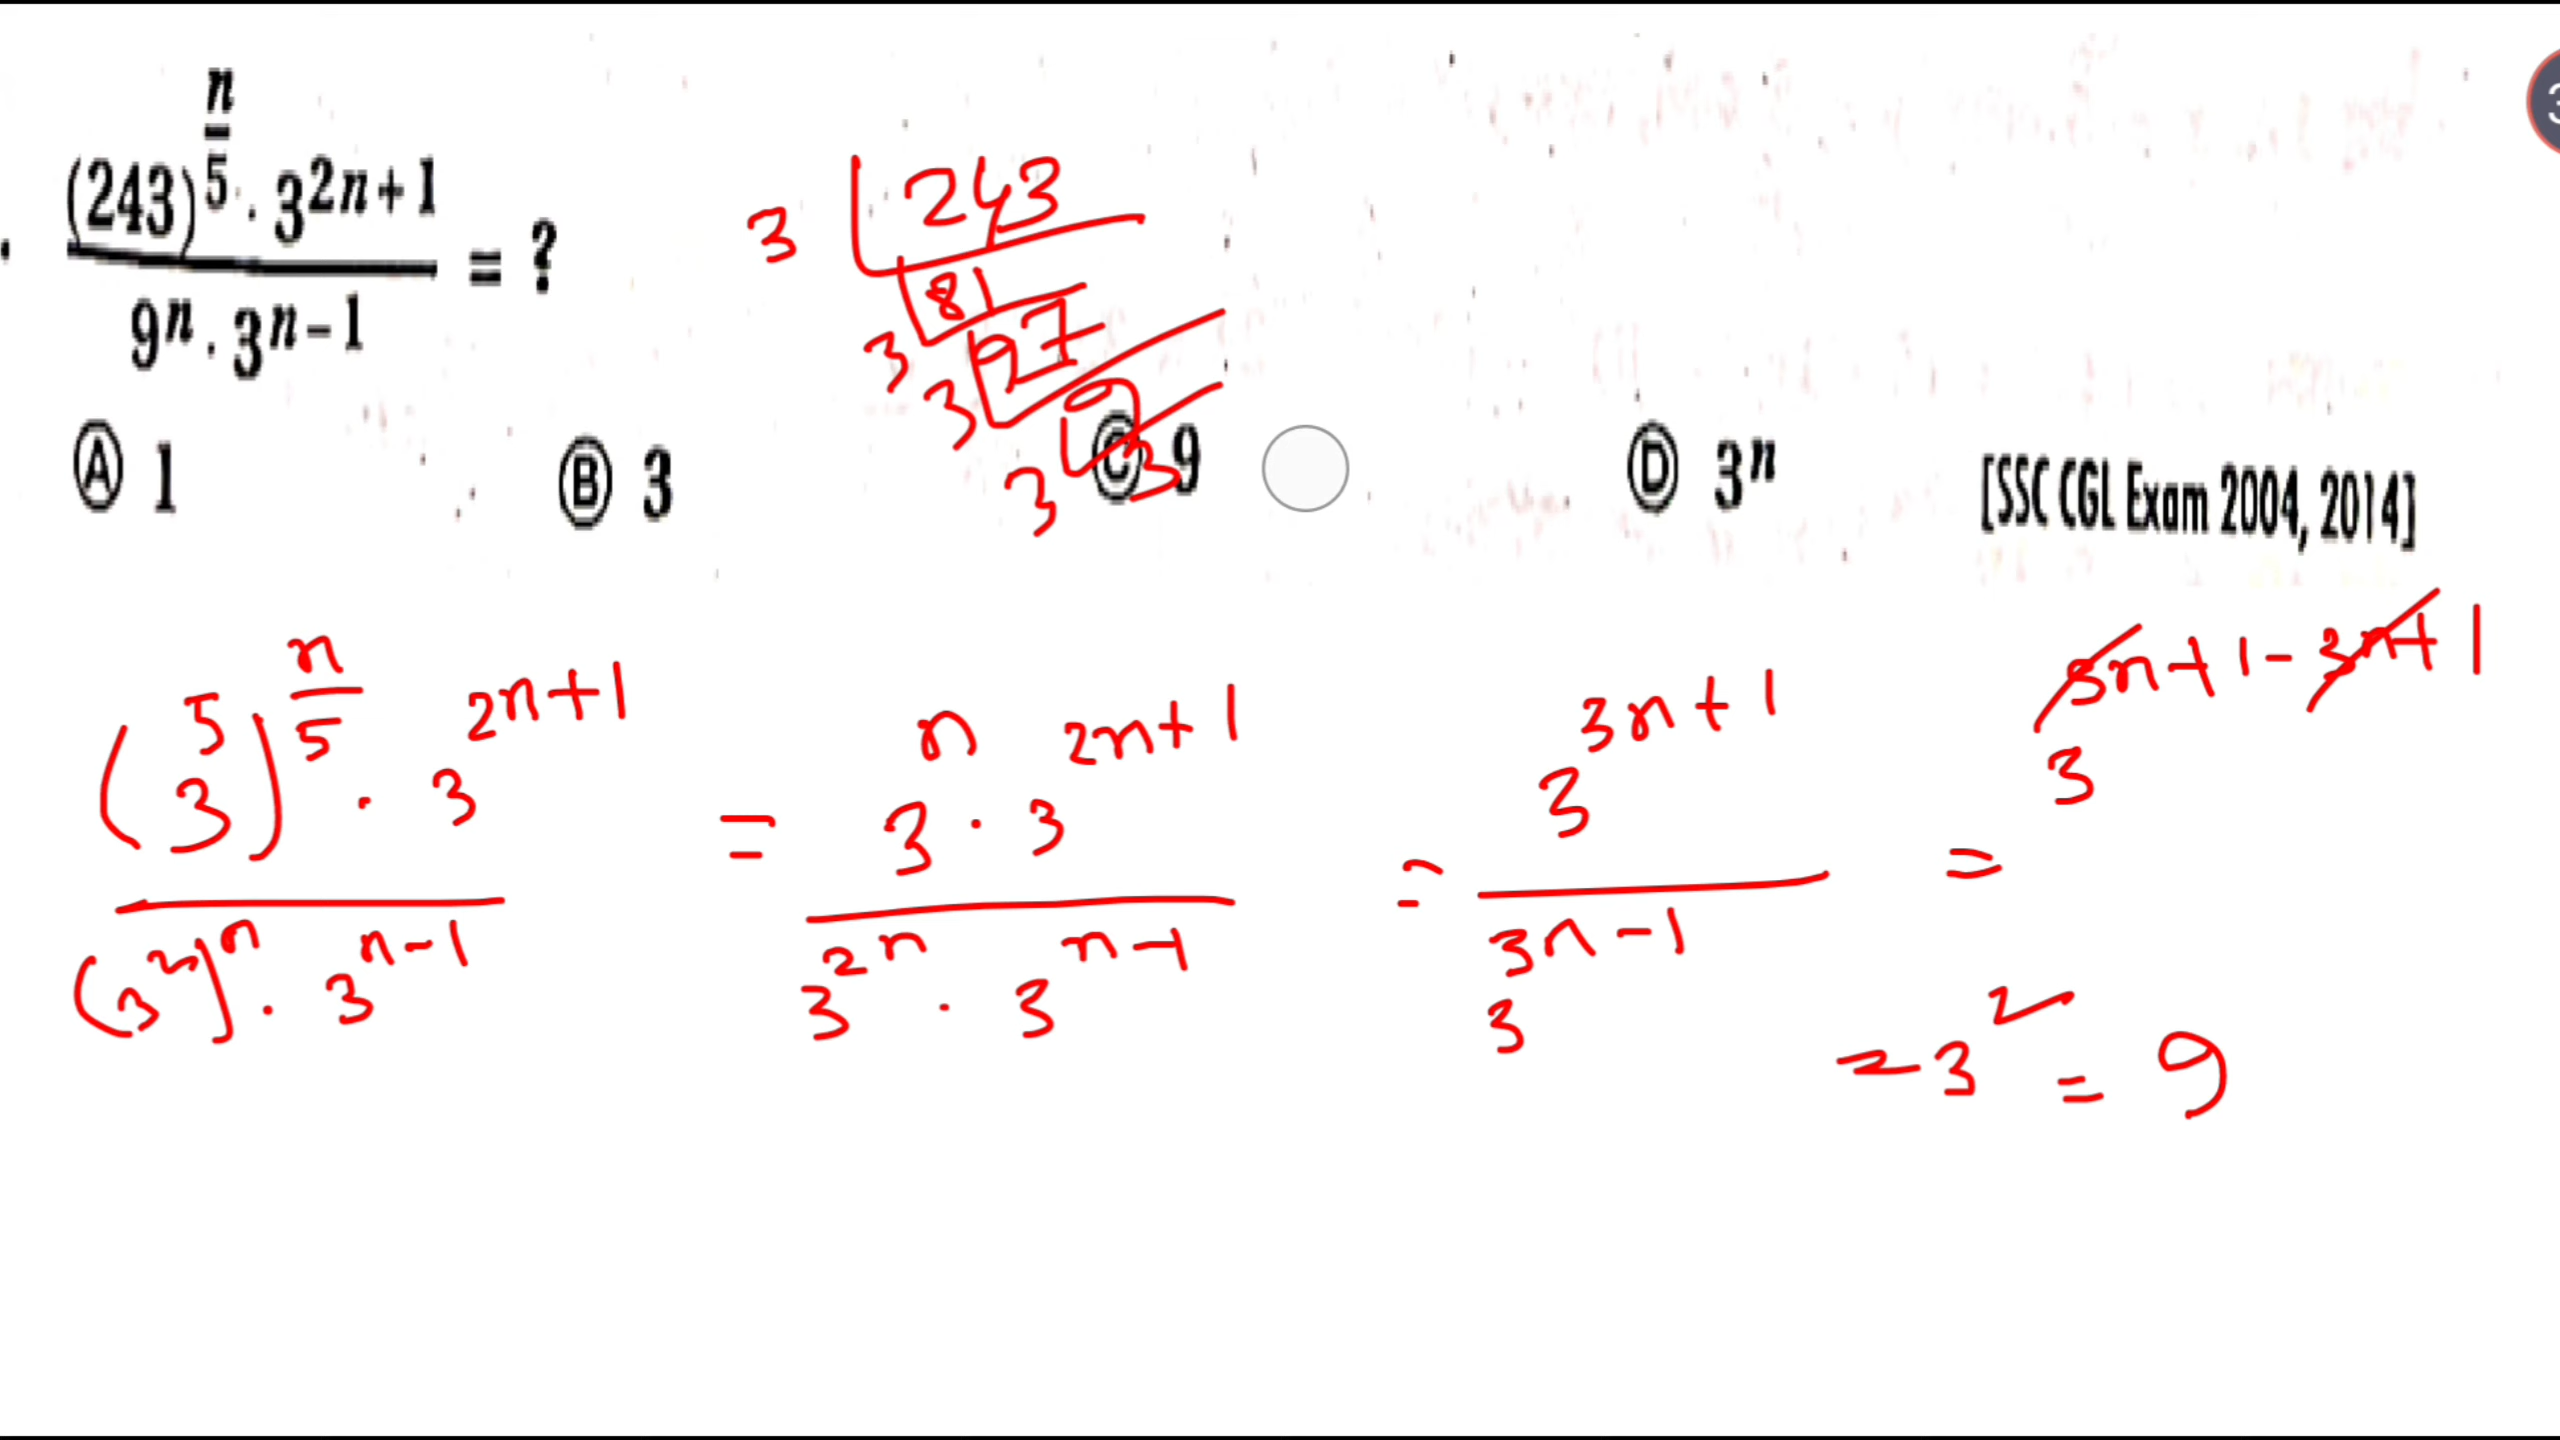 (243)^(n/5) · 3^(2n+1) / 9^n · 3^(n-1) = ?
3 | 243
3 | 81
3 | 27
3 | 9
3
Ⓐ 1 Ⓑ 3 Ⓒ 9 Ⓓ 3^n [SSC CGL Exam 2004, 2014]
(3^5)^(n/5) · 3^(2n+1) / (3^2)^n · 3^(n-1) = 3^n · 3^(2n+1) / 3^(2n) · 3^(n-1) = 3^(3n+1) / 3^(3n-1) = 3^(3n+1-3n+1)
= 3^2 = 9